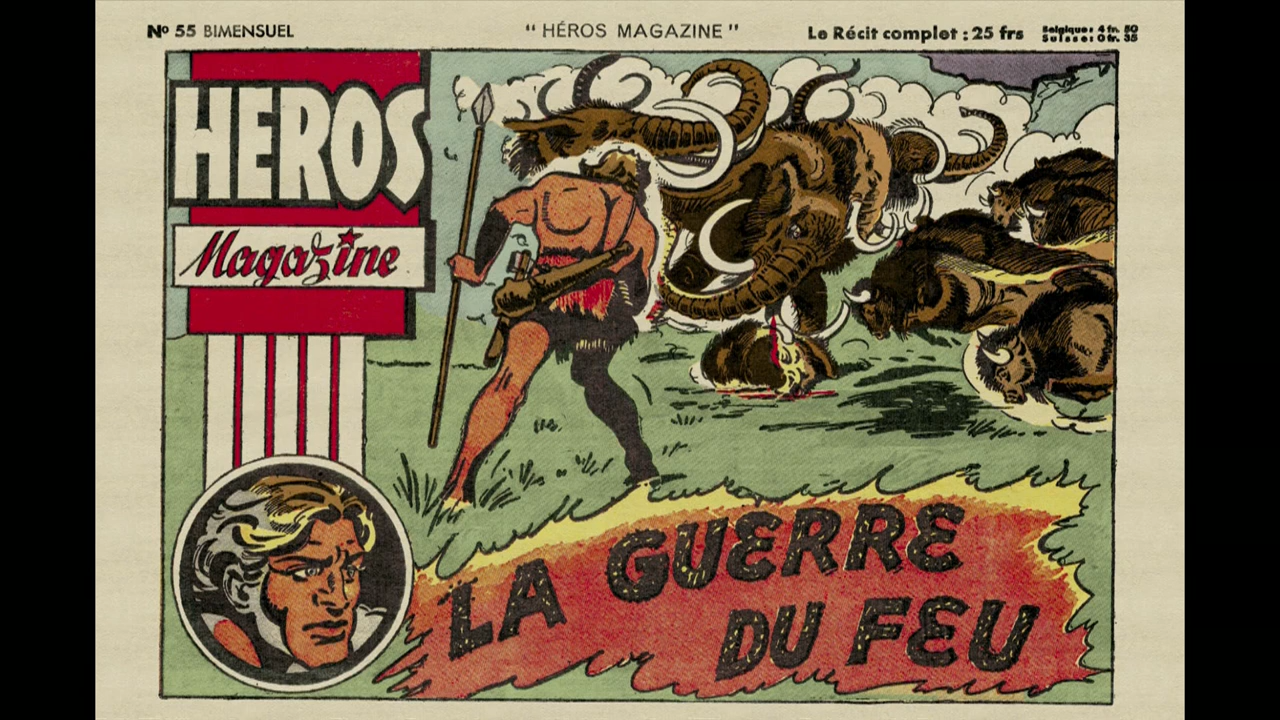 Nº 55 BIMENSUEL
"HÉROS MAGAZINE"
Le Récit complet : 25 frs
Belgique : 4 fr. 50
Suisse : 0 fr. 35
HEROS
Magazine
LA GUERRE
DU FEU